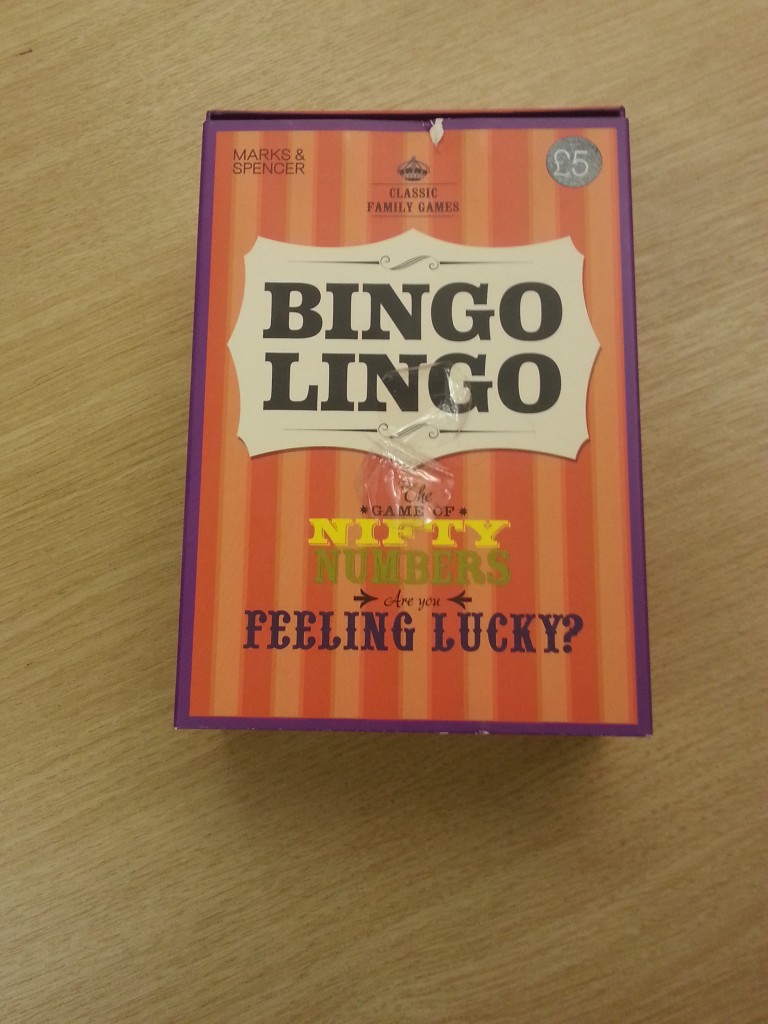 MARKS &
SPENCER
£5
CLASSIC
FAMILY GAMES
BINGO
LINGO
The
GAME OF
NIFTY
NUMBERS
Are you
FEELING LUCKY?